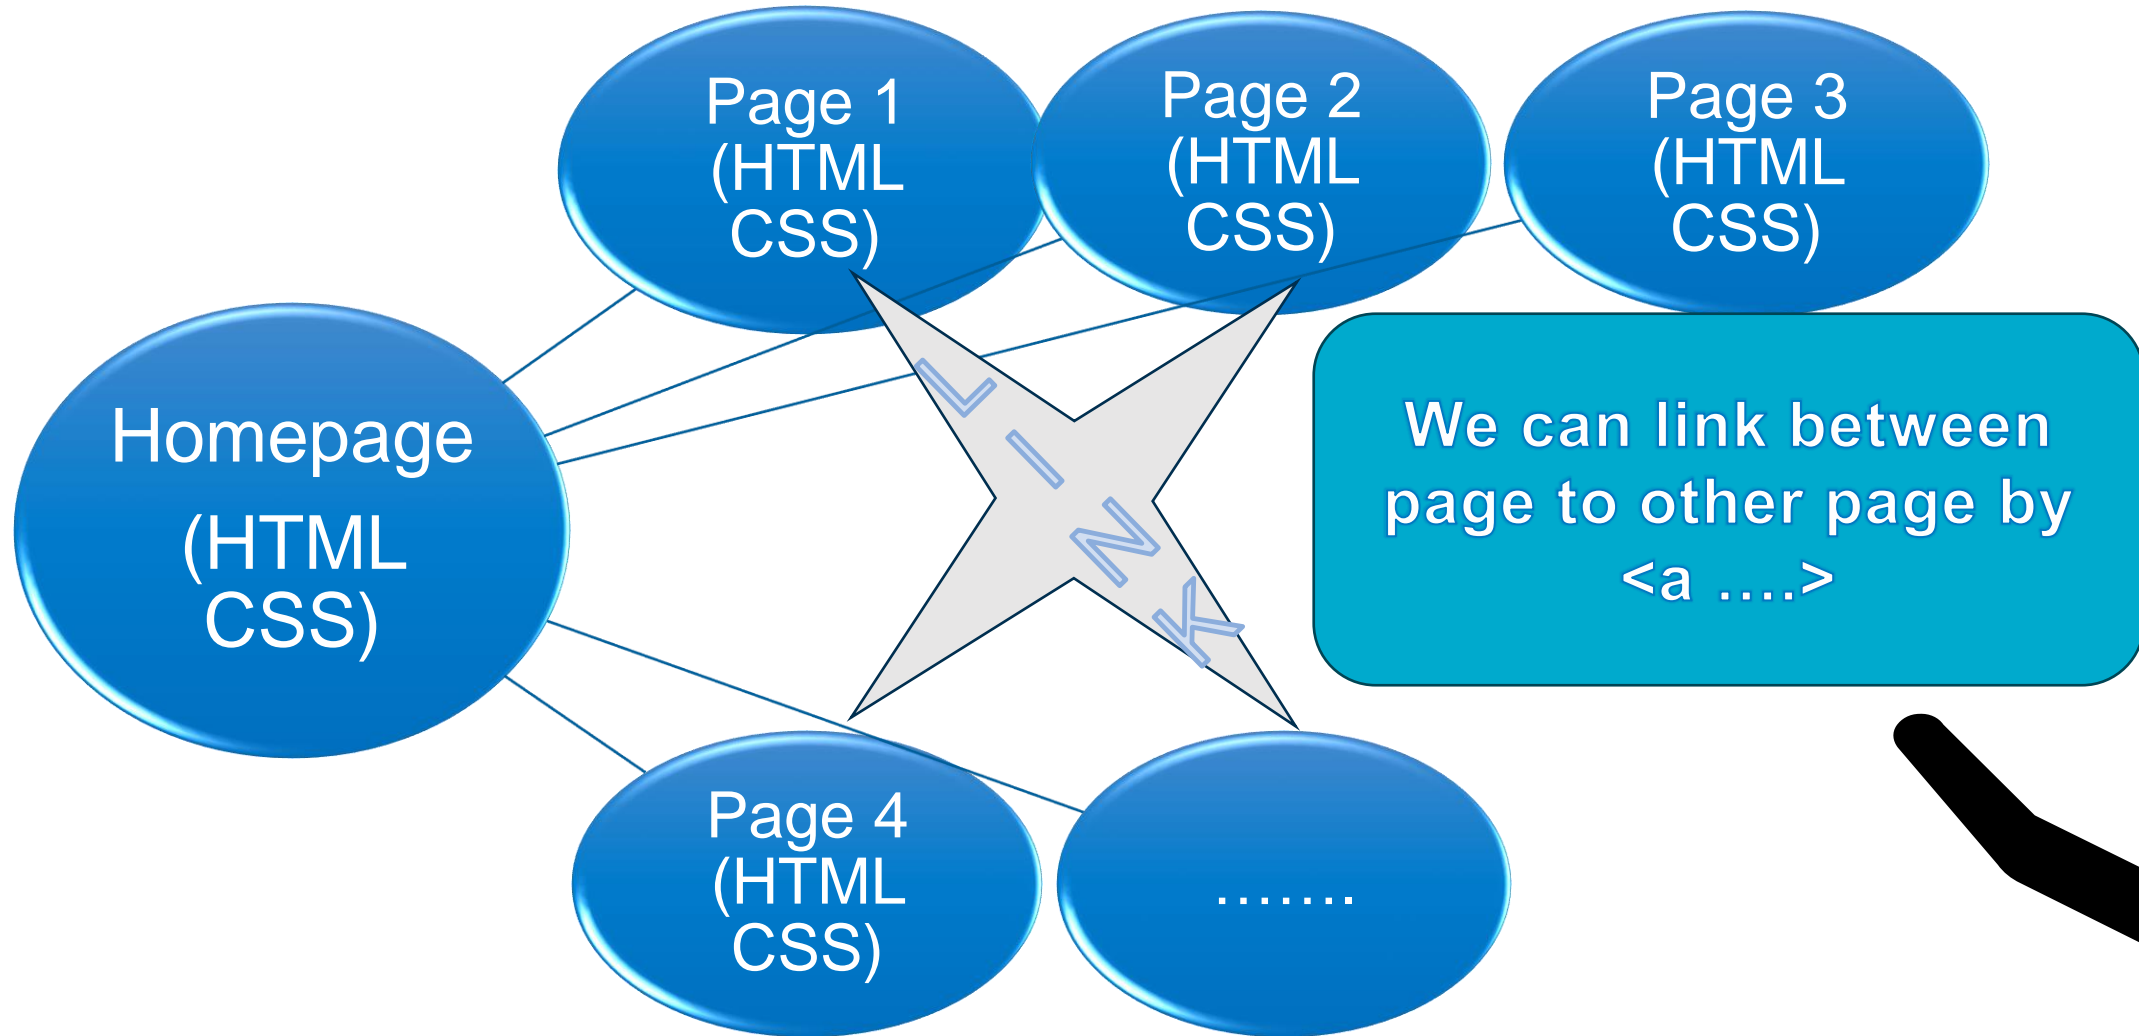 Page 1
(HTML
CSS)
Page 2
(HTML
CSS)
Page 3
(HTML
CSS)
Homepage
(HTML
CSS)
LINK
We can link between
page to other page by
<a ....>
Page 4
(HTML
CSS)
.......